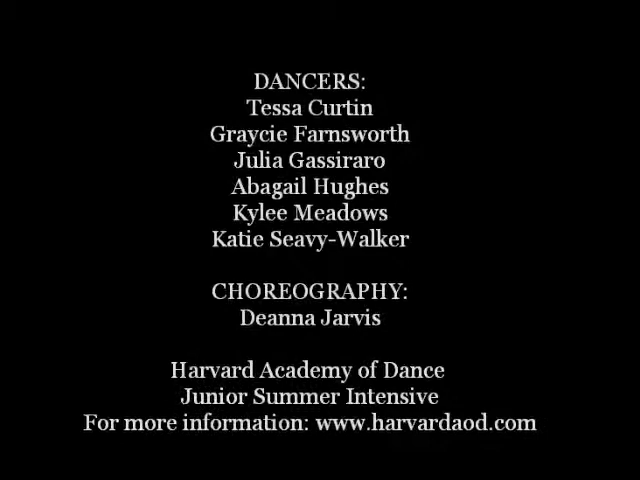 DANCERS:
Tessa Curtin
Graycie Farnsworth
Julia Gassiraro
Abagail Hughes
Kylee Meadows
Katie Seavy-Walker
CHOREOGRAPHY:
Deanna Jarvis
Harvard Academy of Dance
Junior Summer Intensive
For more information: www.harvardaod.com